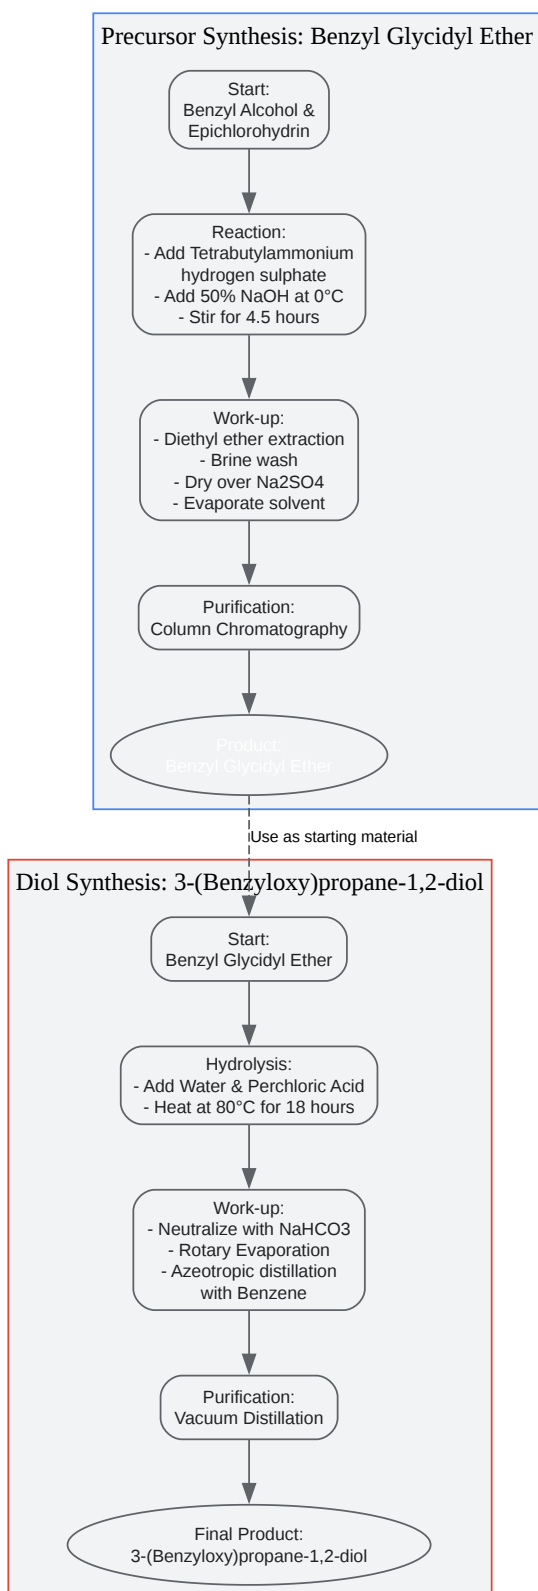 Precursor Synthesis: Benzyl Glycidyl Ether
Start:
Benzyl Alcohol &
Epichlorohydrin
Reaction:
- Add Tetrabutylammonium
hydrogen sulphate
- Add 50% NaOH at 0°C
- Stir for 4.5 hours
Work-up:
- Diethyl ether extraction
- Brine wash
- Dry over Na2SO4
- Evaporate solvent
Purification:
Column Chromatography
Product:
Benzyl Glycidyl Ether
Use as starting material
Diol Synthesis: 3-(Benzyloxy)propane-1,2-diol
Start:
Benzyl Glycidyl Ether
Hydrolysis:
- Add Water & Perchloric Acid
- Heat at 80°C for 18 hours
Work-up:
- Neutralize with NaHCO3
- Rotary Evaporation
- Azeotropic distillation
with Benzene
Purification:
Vacuum Distillation
Final Product:
3-(Benzyloxy)propane-1,2-diol